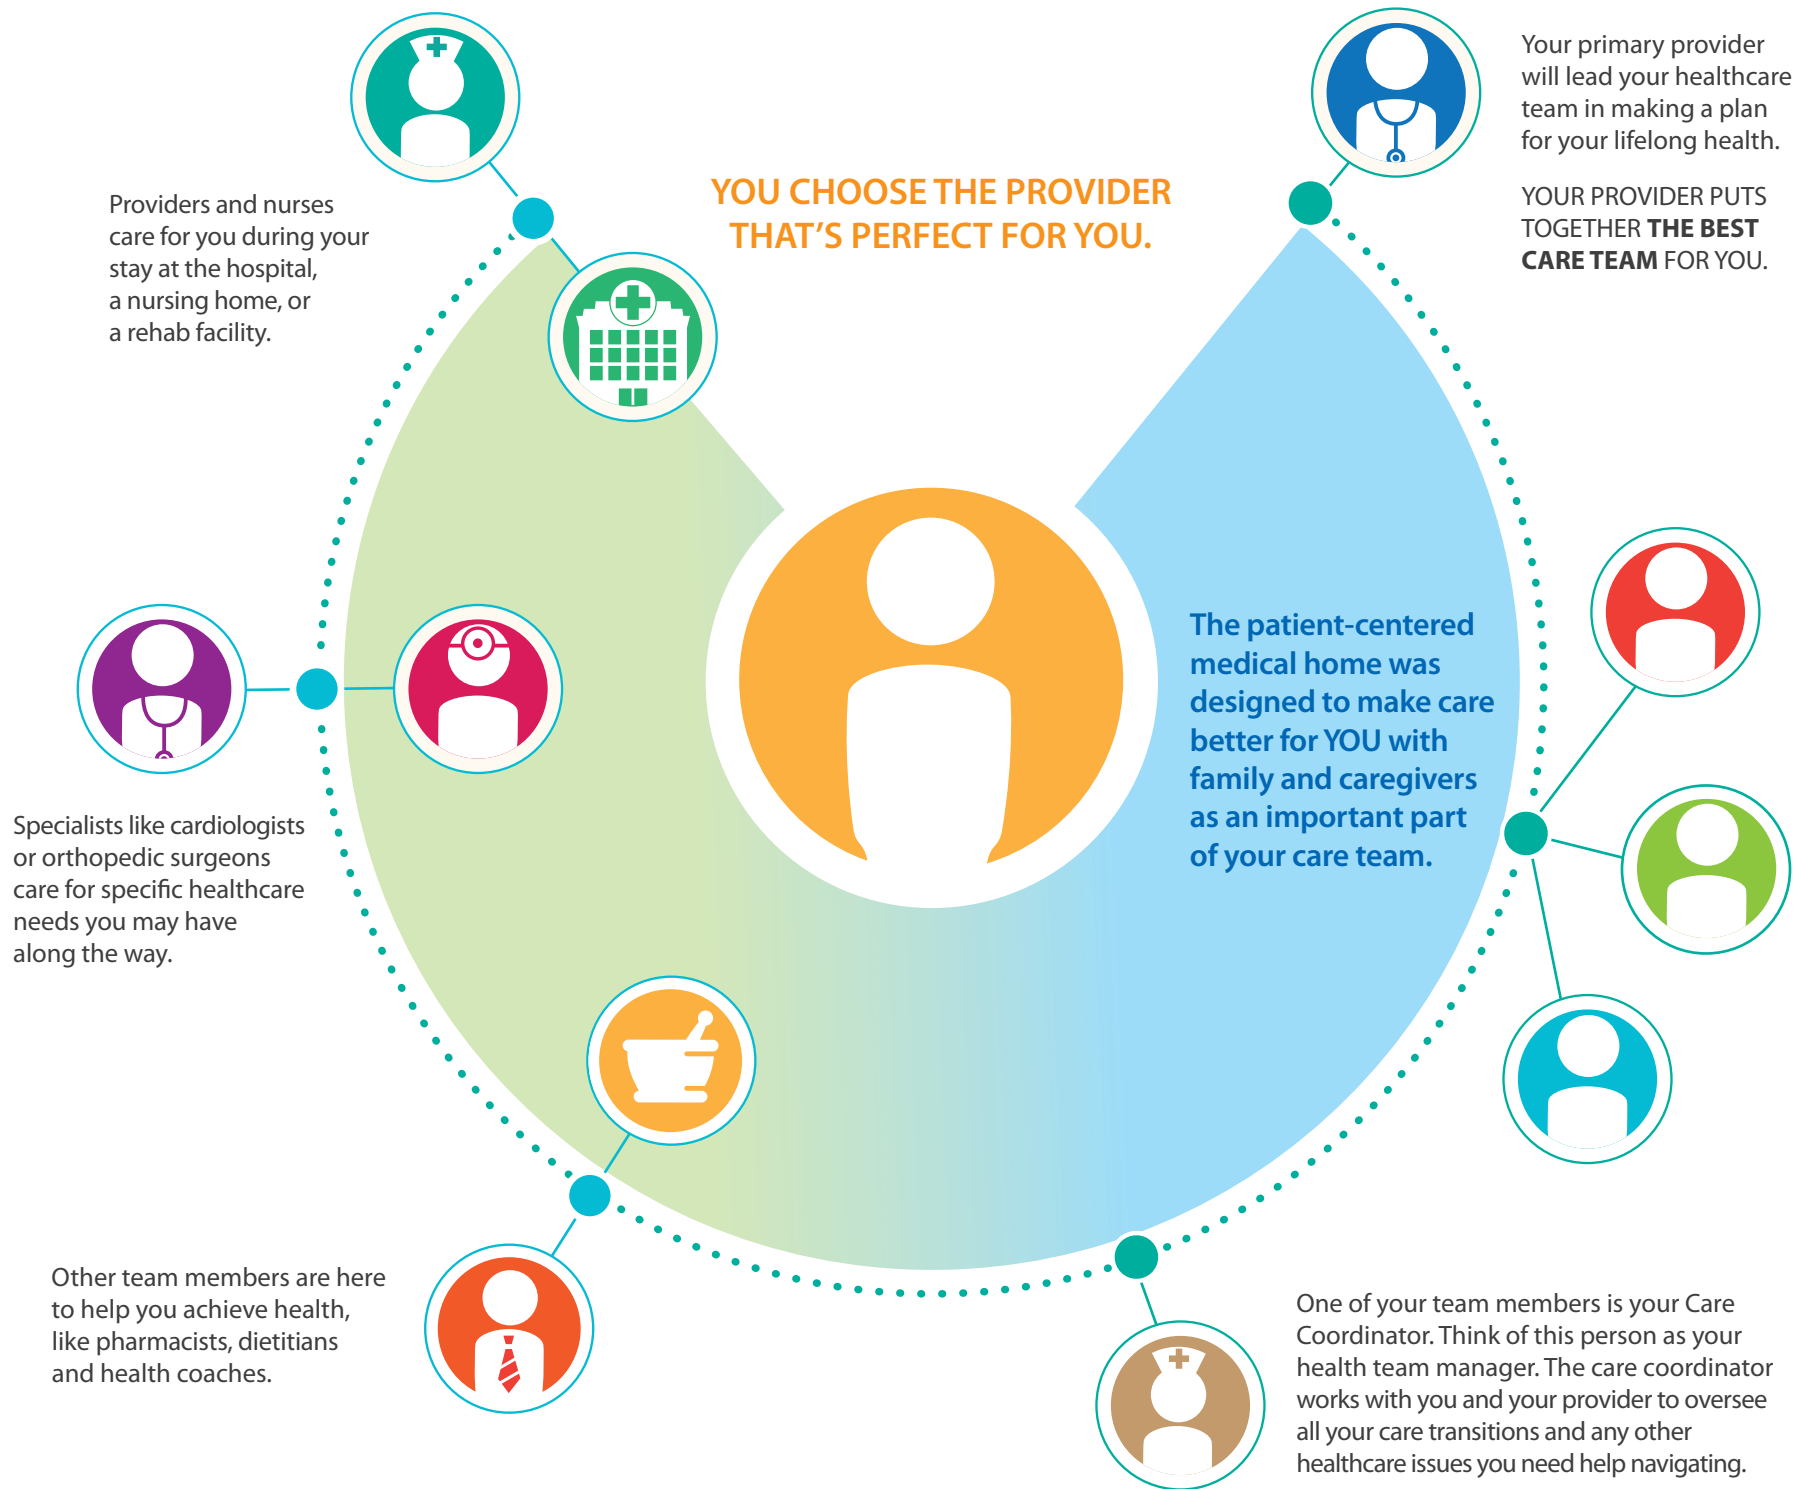 YOU CHOOSE THE PROVIDER
THAT'S PERFECT FOR YOU.
Your primary provider
will lead your healthcare
team in making a plan
for your lifelong health.
YOUR PROVIDER PUTS
TOGETHER THE BEST
CARE TEAM FOR YOU.
Providers and nurses
care for you during your
stay at the hospital,
a nursing home, or
a rehab facility.
The patient-centered
medical home was
designed to make care
better for YOU with
family and caregivers
as an important part
of your care team.
Specialists like cardiologists
or orthopedic surgeons
care for specific healthcare
needs you may have
along the way.
Other team members are here
to help you achieve health,
like pharmacists, dietitians
and health coaches.
One of your team members is your Care
Coordinator. Think of this person as your
health team manager. The care coordinator
works with you and your provider to oversee
all your care transitions and any other
healthcare issues you need help navigating.